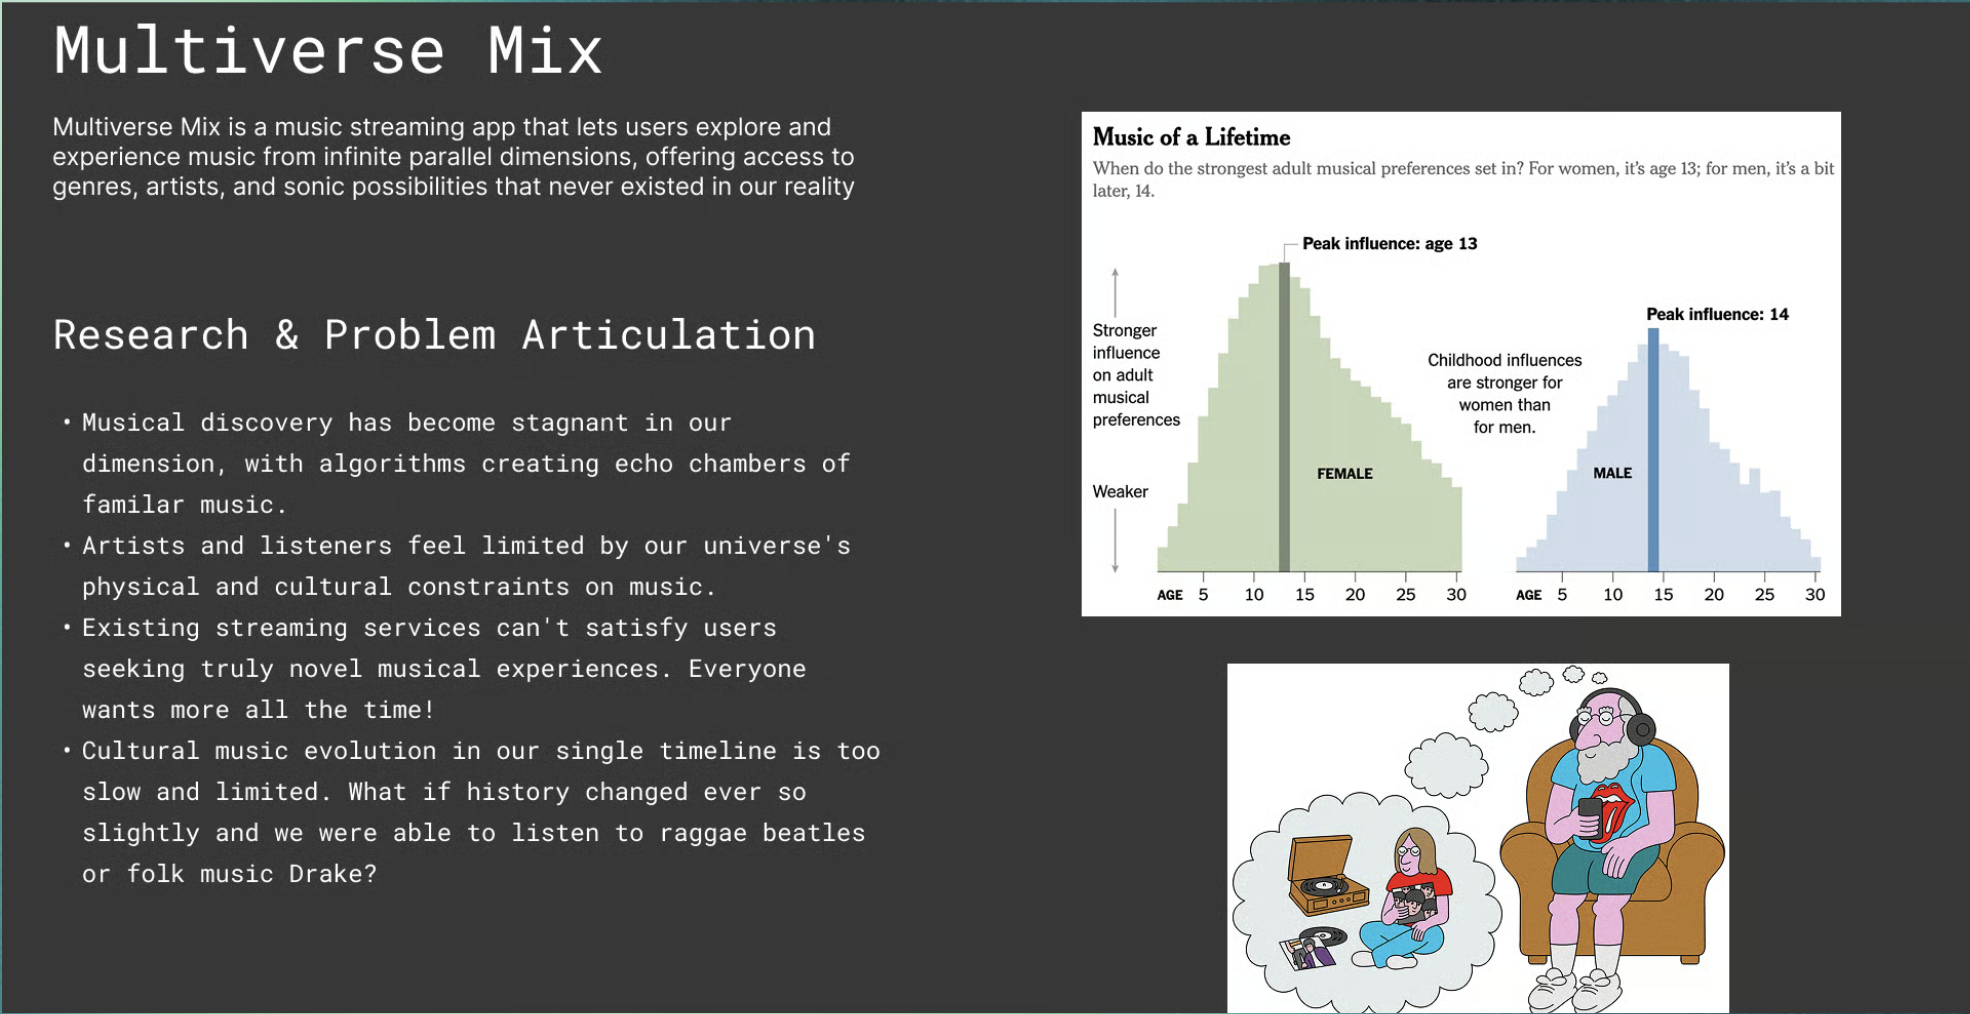 Multiverse Mix
Multiverse Mix is a music streaming app that lets users explore and
experience music from infinite parallel dimensions, offering access to
genres, artists, and sonic possibilities that never existed in our reality
Research & Problem Articulation
• Musical discovery has become stagnant in our
dimension, with algorithms creating echo chambers of
familar music.
• Artists and listeners feel limited by our universe's
physical and cultural constraints on music.
• Existing streaming services can't satisfy users
seeking truly novel musical experiences. Everyone
wants more all the time!
• Cultural music evolution in our single timeline is too
slow and limited. What if history changed ever so
slightly and we were able to listen to raggae beatles
or folk music Drake?
Music of a Lifetime
When do the strongest adult musical preferences set in? For women, it’s age 13; for men, it’s a bit
later, 14.
Peak influence: age 13
Stronger
influence
on adult
musical
preferences
Weaker
FEMALE
AGE 5 10 15 20 25 30
Childhood influences
are stronger for
women than
for men.
Peak influence: 14
MALE
AGE 5 10 15 20 25 30